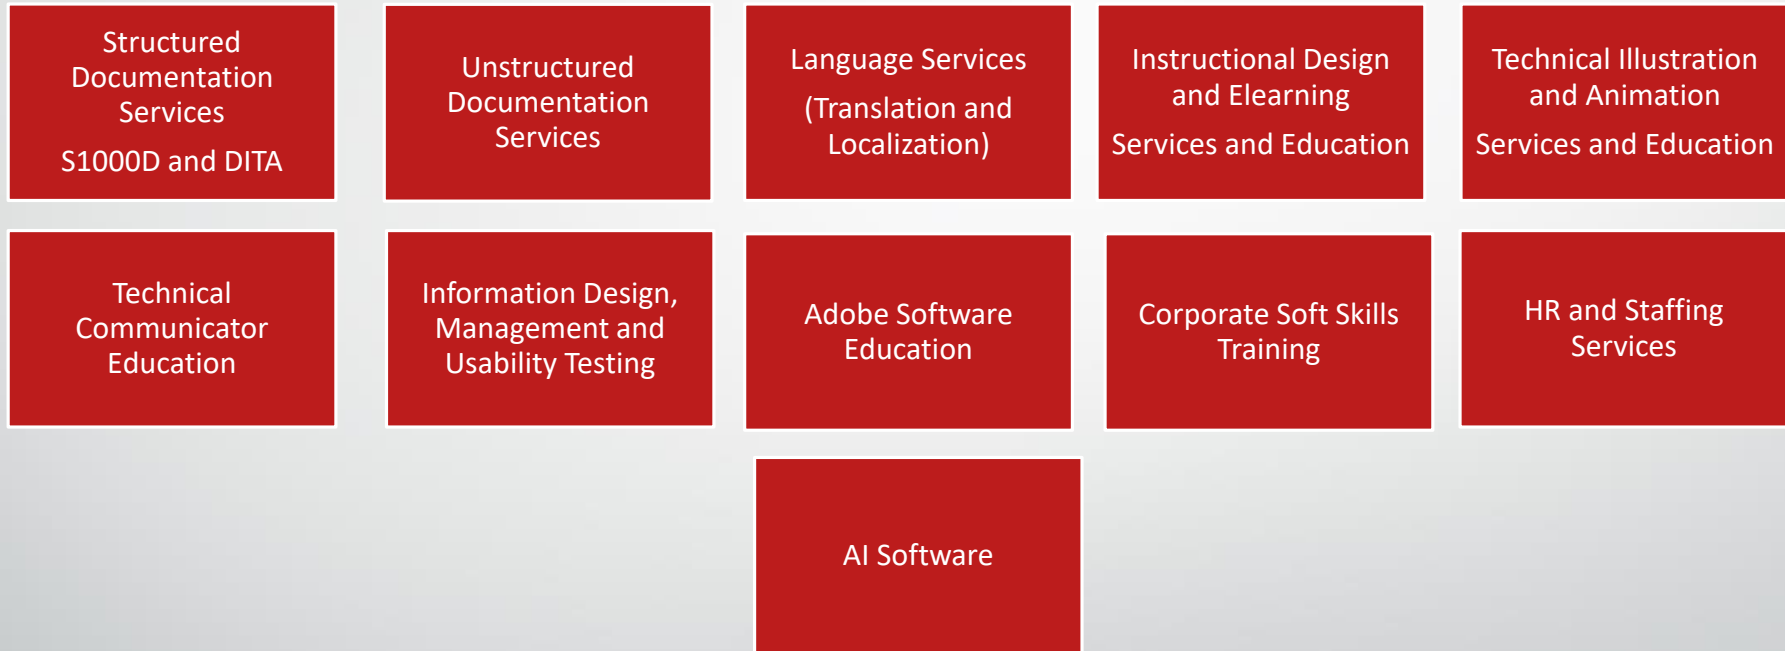 Structured
Documentation
Services
S1000D and DITA
Unstructured
Documentation
Services
Language Services
(Translation and
Localization)
Instructional Design
and Elearning
Services and Education
Technical Illustration
and Animation
Services and Education
Technical
Communicator
Education
Information Design,
Management and
Usability Testing
Adobe Software
Education
Corporate Soft Skills
Training
HR and Staffing
Services
AI Software